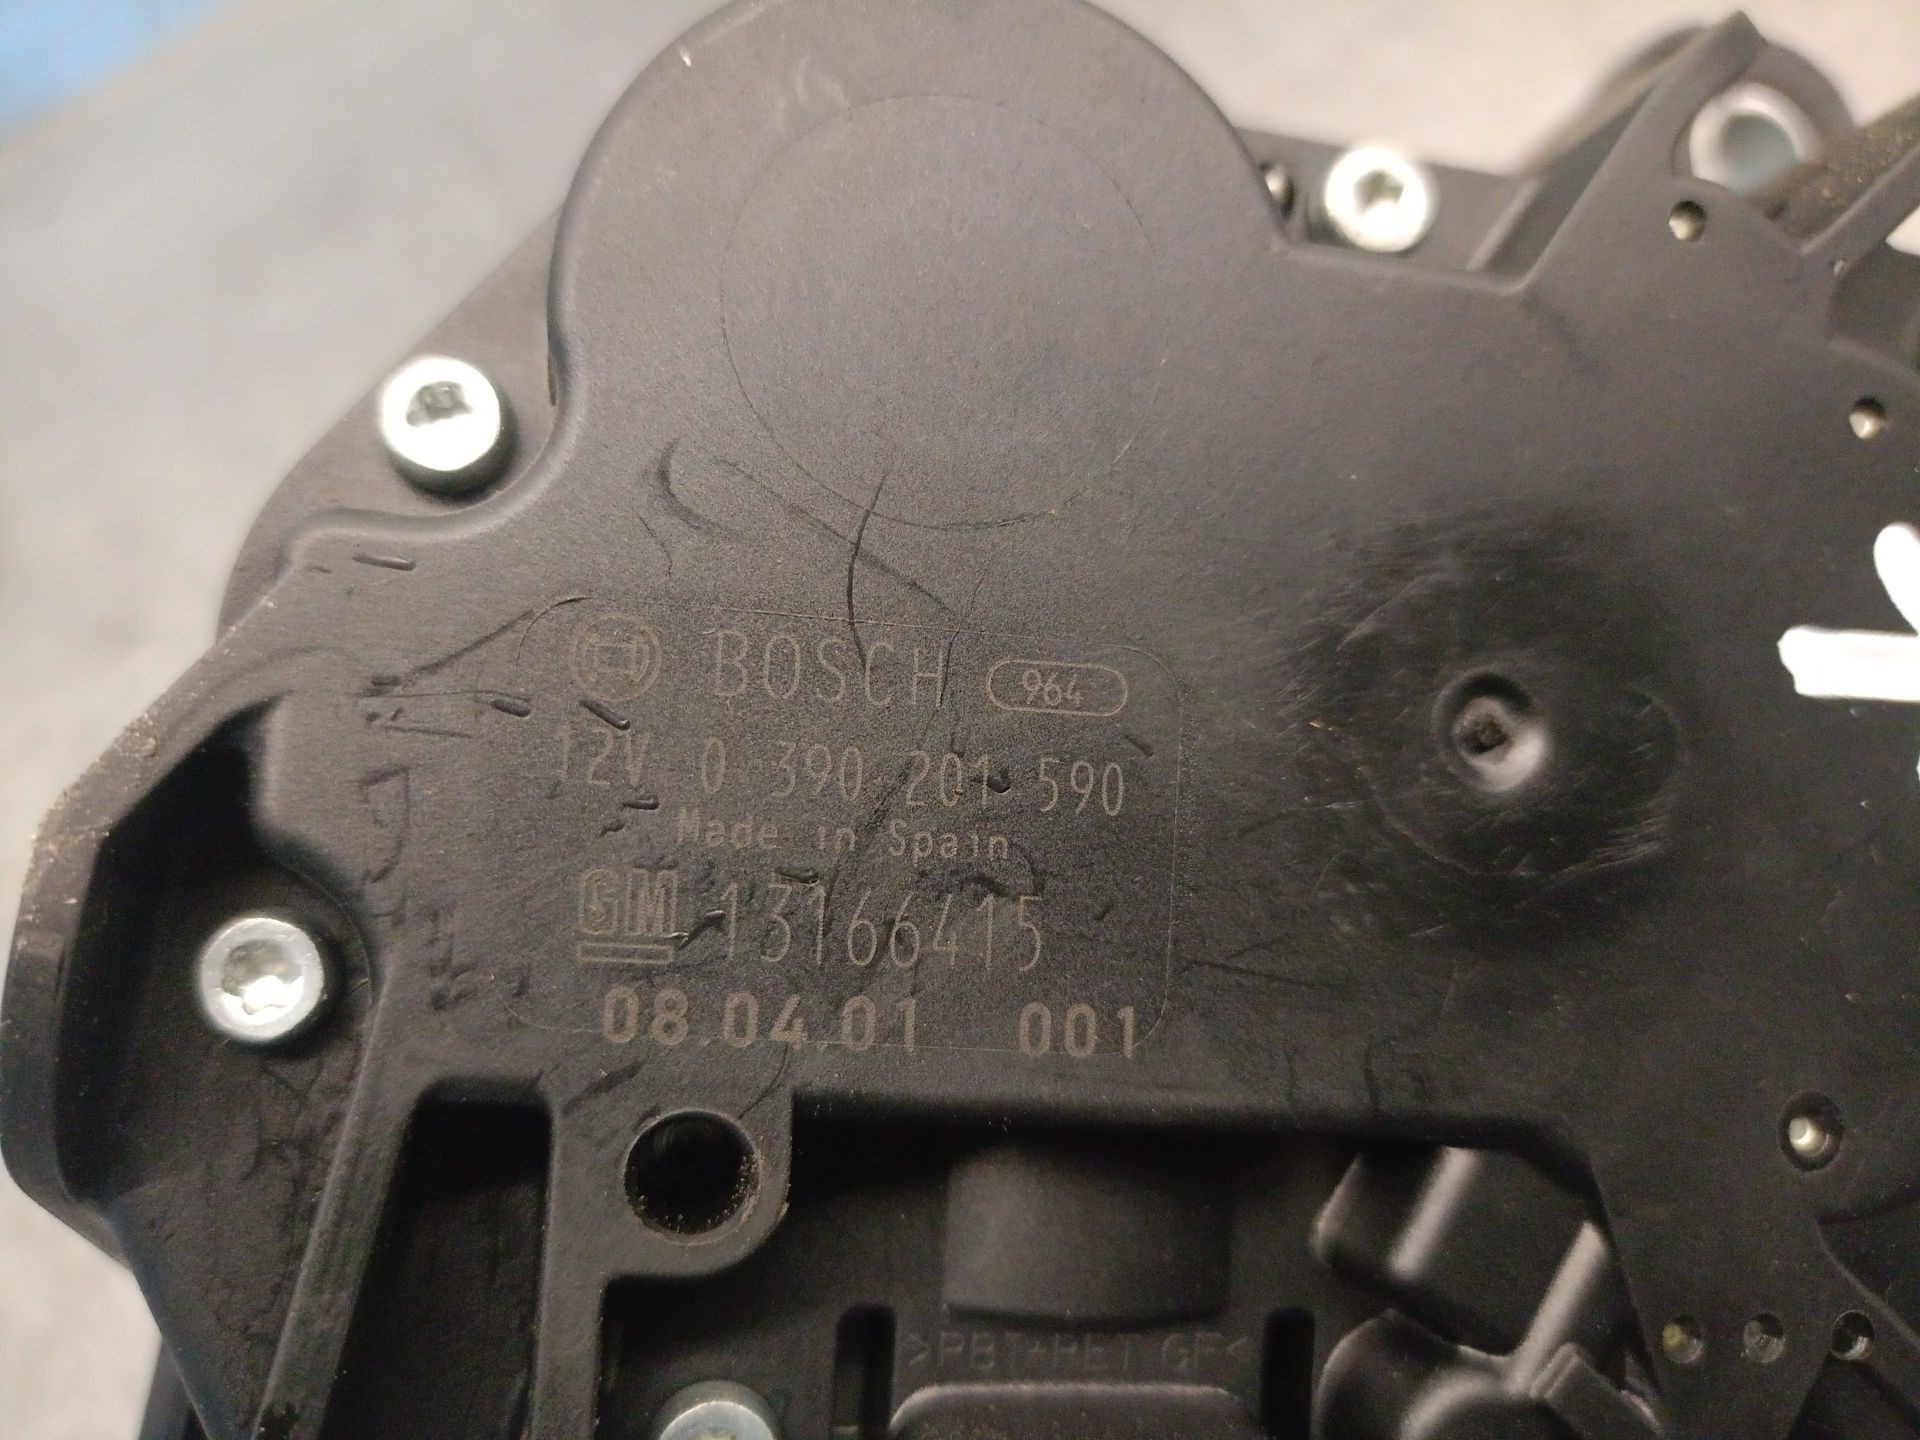 BOSCH 964
12V 0 390 201 590
Made in Spain
GM 13166415
08.04.01 001
>PBT+PET GF<